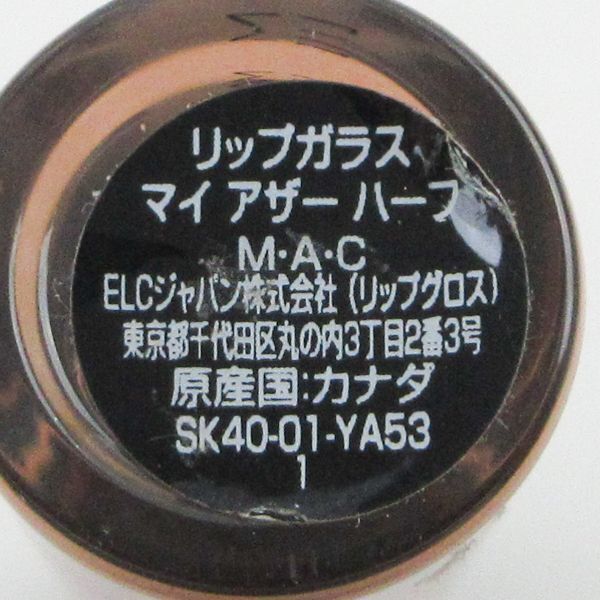 リップガラス
マイ アザー ハーフ
M·A·C
ELCジャパン株式会社 (リップグロス)
東京都千代田区丸の内3丁目2番3号
原産国:カナダ
SK40-01-YA53
1